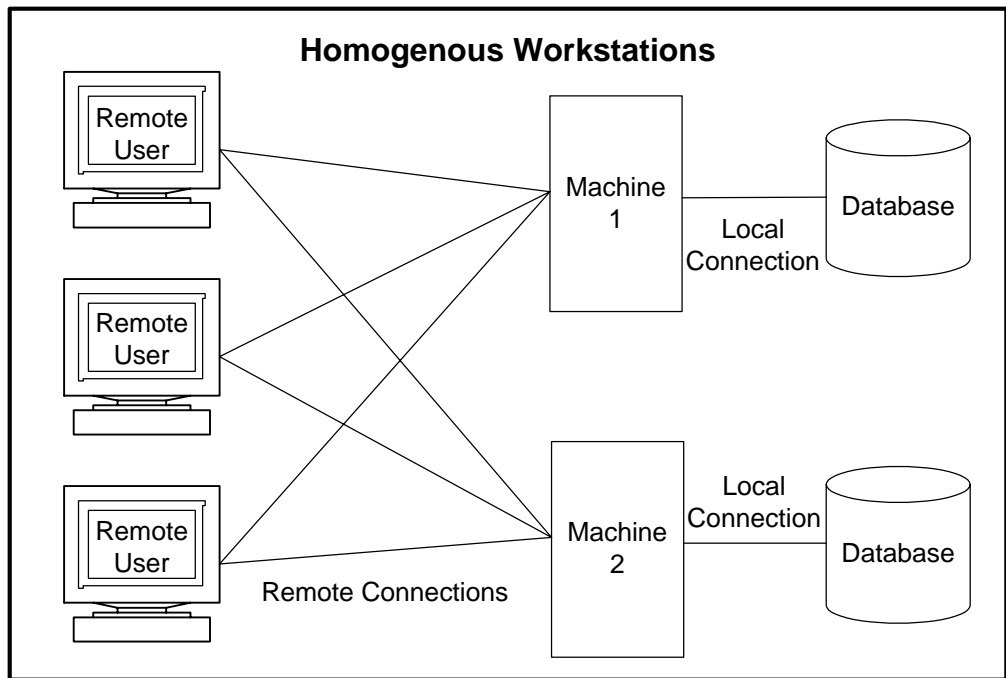 Homogenous Workstations
Remote
User
Machine
1
Local
Connection
Database
Remote
User
Remote
User
Remote Connections
Machine
2
Local
Connection
Database